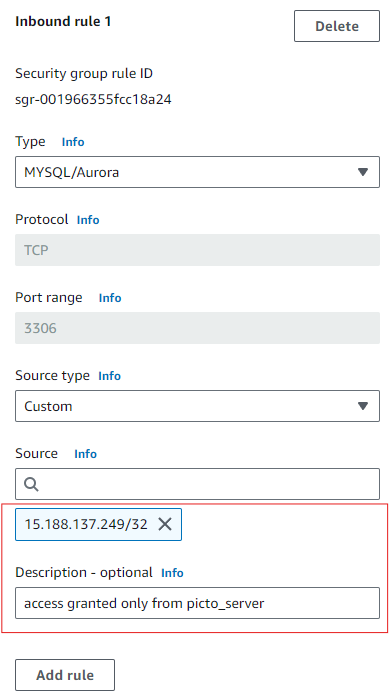 Inbound rule 1
Delete
Security group rule ID
sgr-001966355fcc18a24
Type Info
MYSQL/Aurora
Protocol Info
TCP
Port range Info
3306
Source type Info
Custom
Source Info
15.188.137.249/32
Description - optional Info
access granted only from picto_server
Add rule